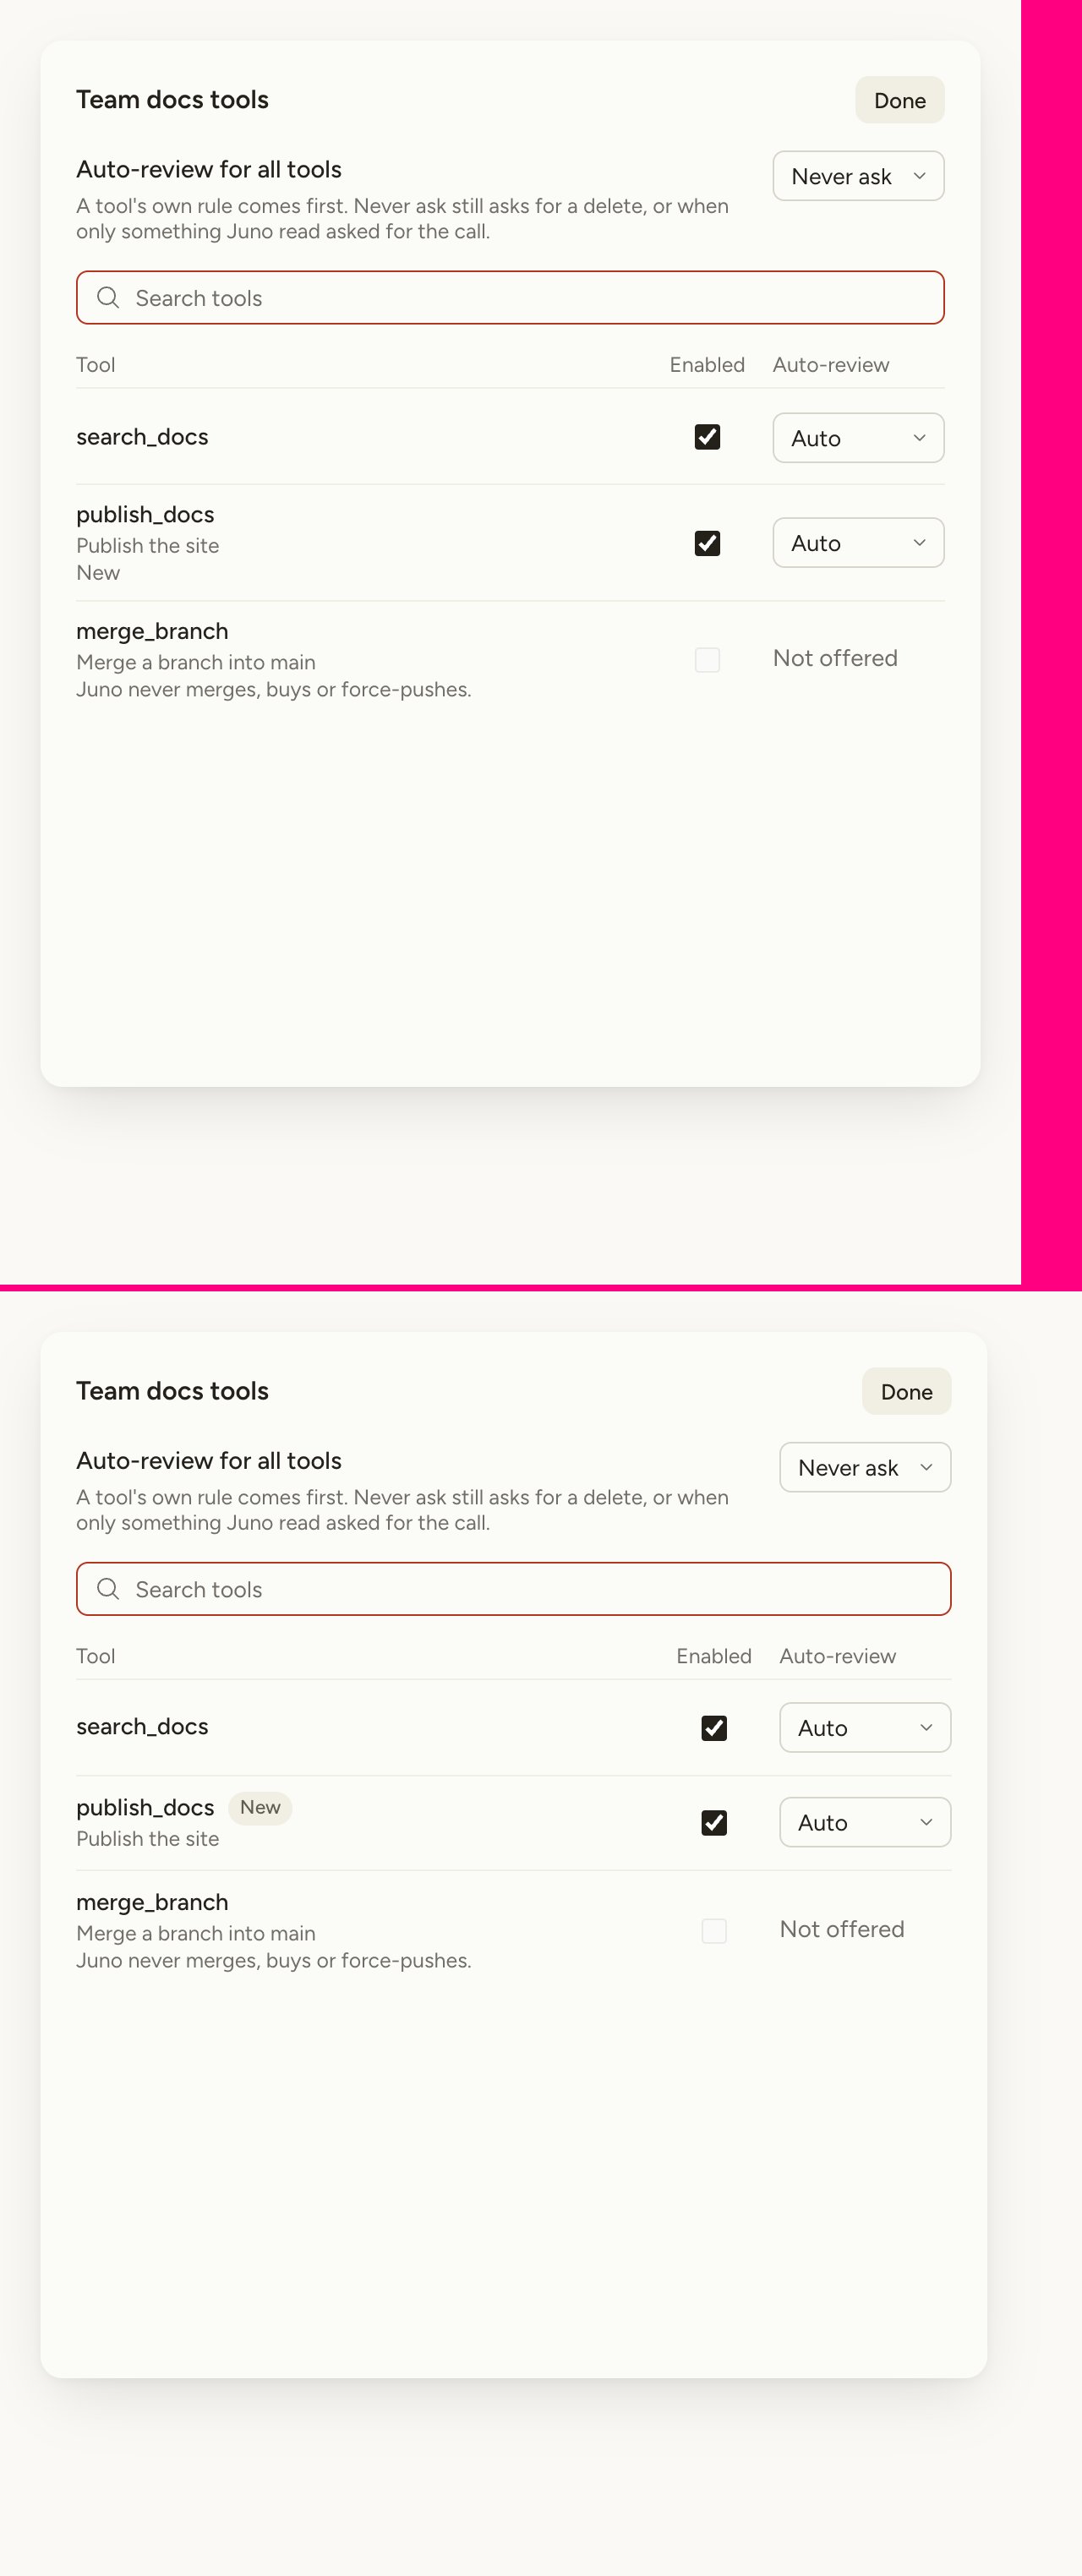 Team docs tools
Done
Auto-review for all tools
Never ask
A tool's own rule comes first. Never ask still asks for a delete, or when
only something Juno read asked for the call.
Search tools
Tool Enabled Auto-review
search_docs Auto
publish_docs
Publish the site
New
Auto
merge_branch
Merge a branch into main
Juno never merges, buys or force-pushes.
Not offered
Team docs tools
Done
Auto-review for all tools
Never ask
A tool's own rule comes first. Never ask still asks for a delete, or when
only something Juno read asked for the call.
Search tools
Tool Enabled Auto-review
search_docs Auto
publish_docs New
Publish the site
Auto
merge_branch
Merge a branch into main
Juno never merges, buys or force-pushes.
Not offered